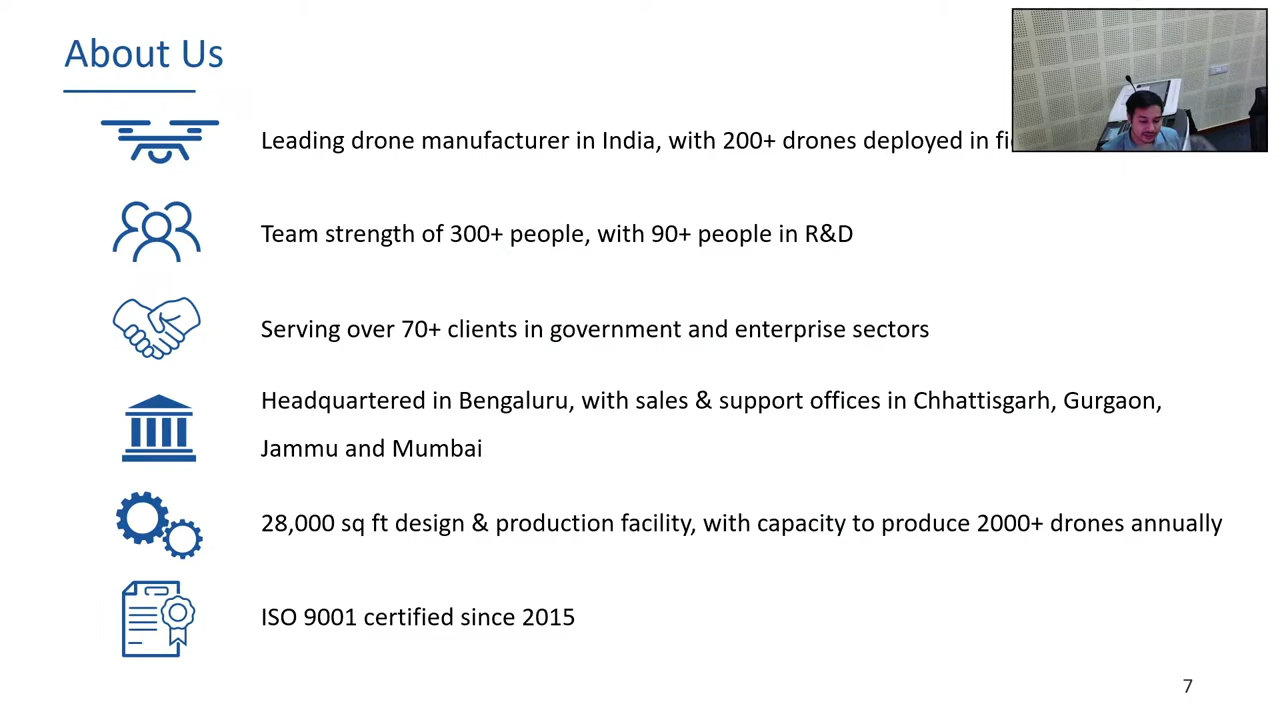 About Us
Leading drone manufacturer in India, with 200+ drones deployed in
Team strength of 300+ people, with 90+ people in R&D
Serving over 70+ clients in government and enterprise sectors
Headquartered in Bengaluru, with sales & support offices in Chhattisgarh, Gurgaon,
Jammu and Mumbai
28,000 sq ft design & production facility, with capacity to produce 2000+ drones annually
ISO 9001 certified since 2015
7